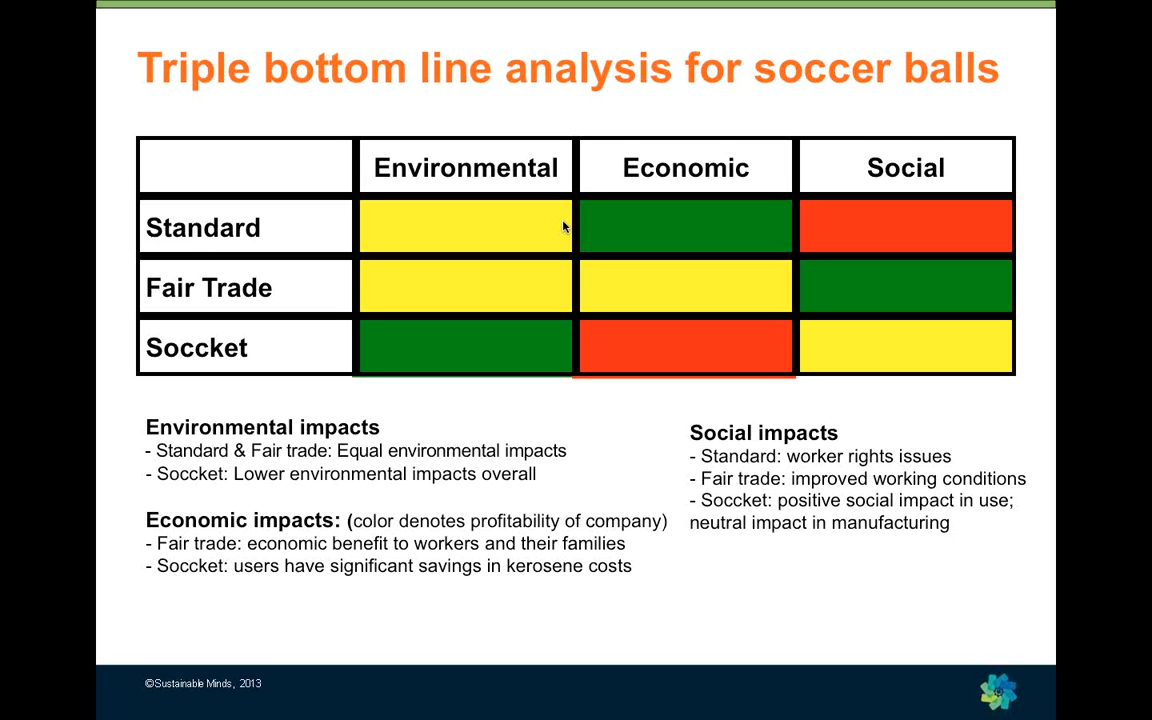 Triple bottom line analysis for soccer balls
Environmental Economic Social
Standard
Fair Trade
Soccket
Environmental impacts
- Standard & Fair trade: Equal environmental impacts
- Soccket: Lower environmental impacts overall
Economic impacts: (color denotes profitability of company)
- Fair trade: economic benefit to workers and their families
- Soccket: users have significant savings in kerosene costs
Social impacts
- Standard: worker rights issues
- Fair trade: improved working conditions
- Soccket: positive social impact in use;
neutral impact in manufacturing
©Sustainable Minds, 2013